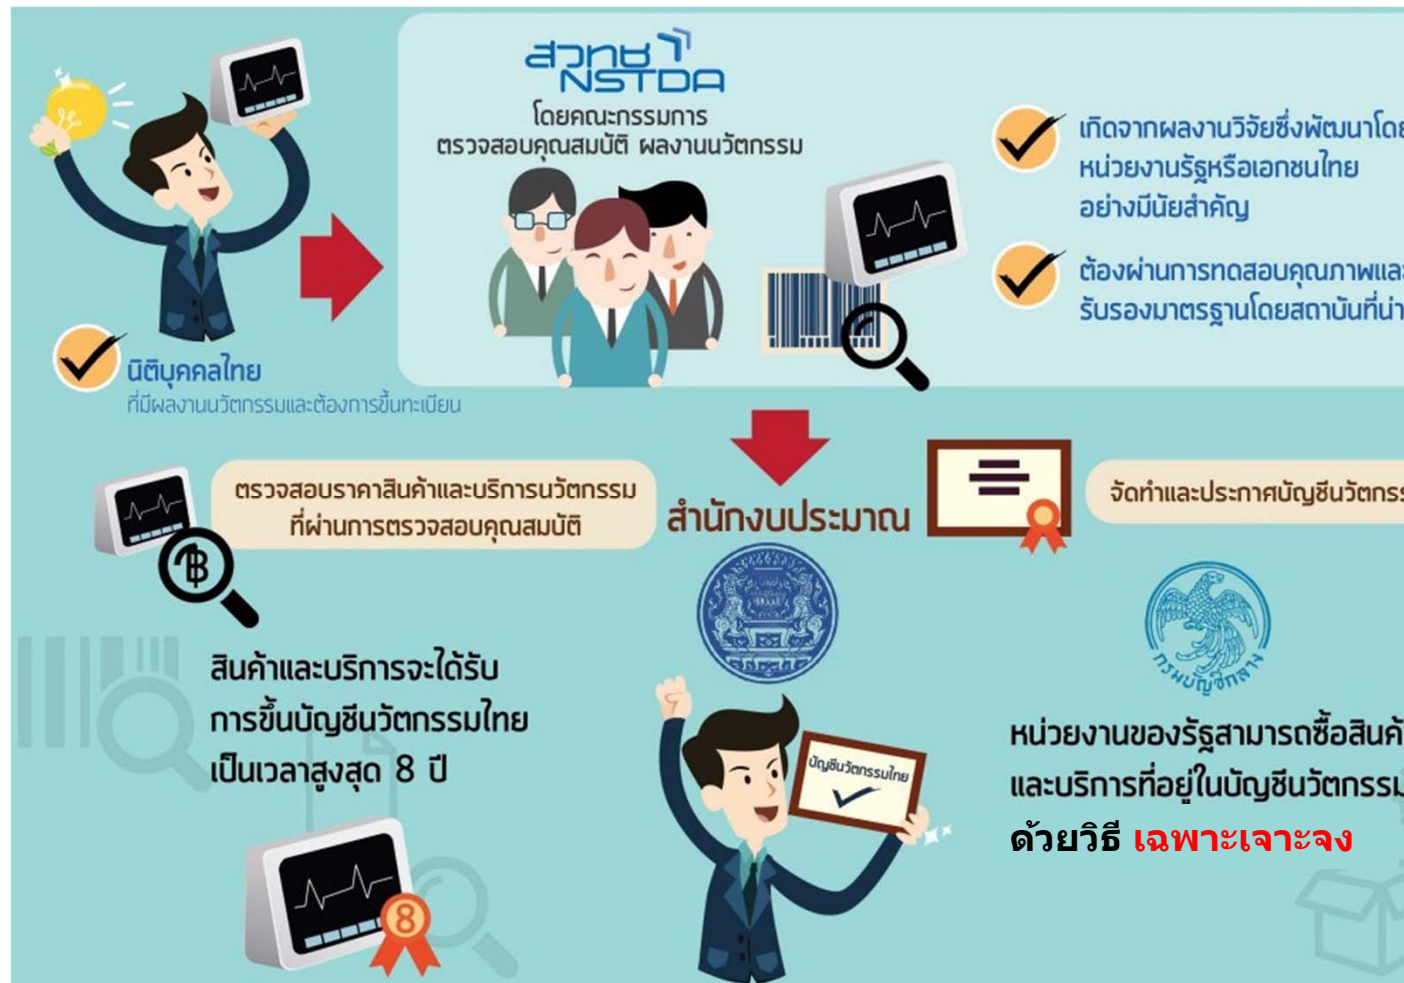 สวทช
NSTDA
โดยคณะกรรมการ
ตรวจสอบคุณสมบัติ ผลงานนวัตกรรม
เกิดจากผลงานวิจัยซึ่งพัฒนาโดย
หน่วยงานรัฐหรือเอกชนไทย
อย่างมีนัยสำคัญ
ต้องผ่านการทดสอบคุณภาพและ
รับรองมาตรฐานโดยสถาบันที่น่า
นิติบุคคลไทย
ที่มีผลงานนวัตกรรมและต้องการขึ้นทะเบียน
ตรวจสอบราคาสินค้าและบริการนวัตกรรม
ที่ผ่านการตรวจสอบคุณสมบัติ
สำนักงบประมาณ
จัดทำและประกาศบัญชีนวัตกรร
฿
กรมบัญชีกลาง
สินค้าและบริการจะได้รับ
การขึ้นบัญชีนวัตกรรมไทย
เป็นเวลาสูงสุด 8 ปี
8
บัญชีนวัตกรรมไทย
หน่วยงานของรัฐสามารถซื้อสินค้
และบริการที่อยู่ในบัญชีนวัตกรรม
ด้วยวิธี เฉพาะเจาะจง